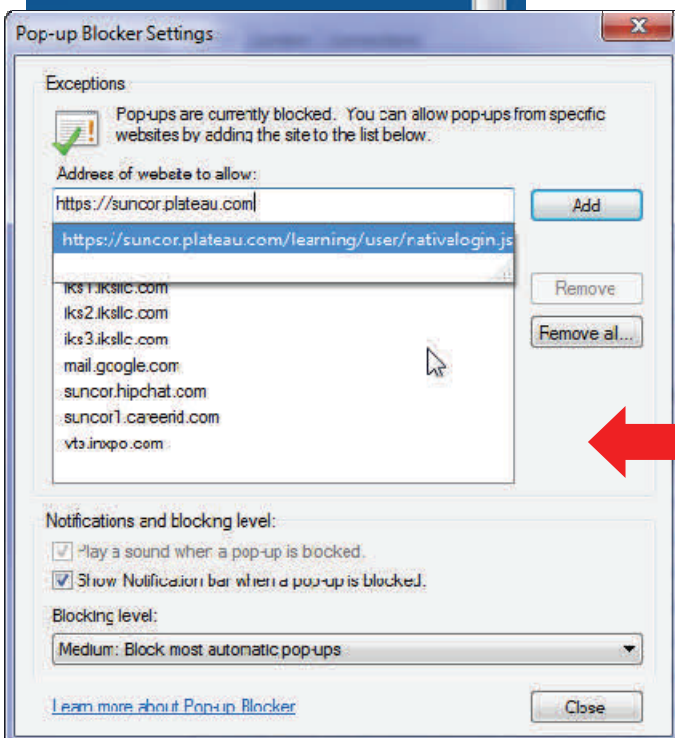 Pop-up Blocker Settings
Exceptions
Pop-ups are currently blocked. You can allow pop-ups from specific
websites by adding the site to the list below.
Address of website to allow:
https://suncor.plateau.com
Add
https://suncor.plateau.com/learning/user/nativelogin.js
iks1.iksllc.com
Remove
iks2.iksllc.com
iks3.iksllc.com
Remove al...
mail.google.com
suncor.hipchat.com
suncor1.careerid.com
vts.inxpo.com
Notifications and blocking level:
Play a sound when a pop-up is blocked.
Show Notification bar when a pop-up is blocked.
Blocking level:
Medium: Block most automatic pop-ups
Learn more about Pop-up Blocker
Close